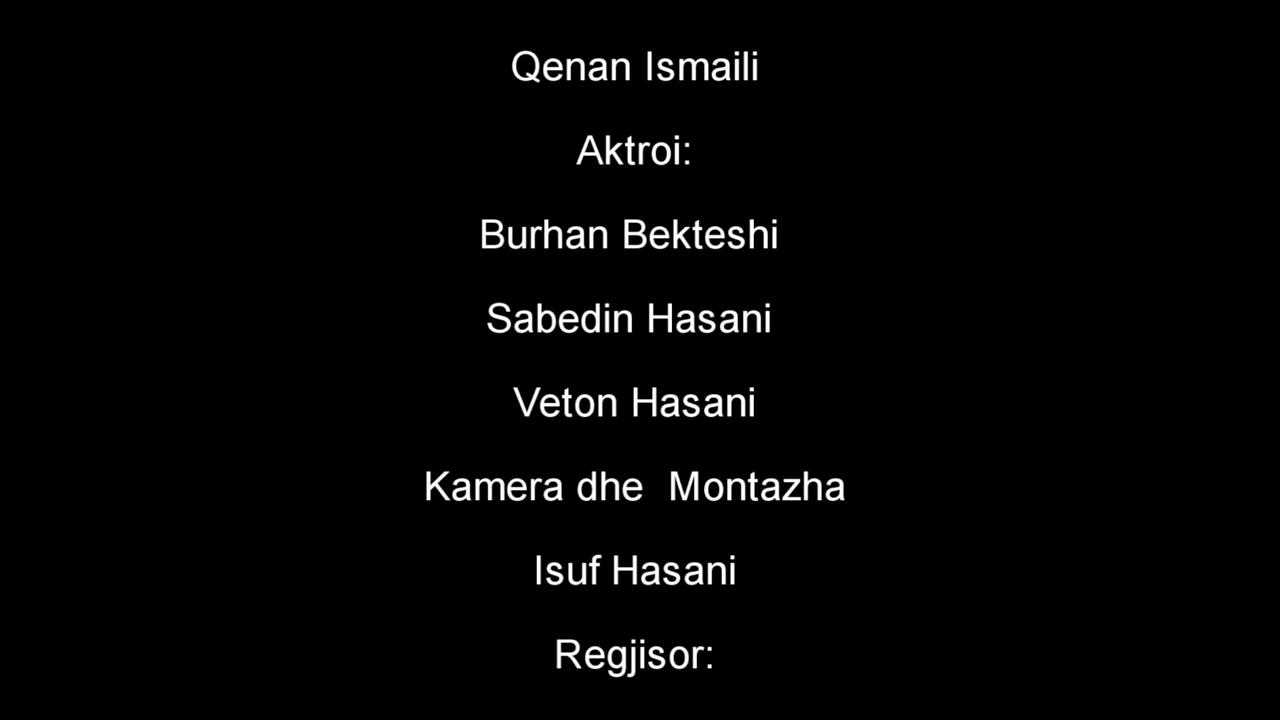 Qenan Ismaili
Aktroi:
Burhan Bekteshi
Sabedin Hasani
Veton Hasani
Kamera dhe  Montazha
Isuf Hasani
Regjisor: